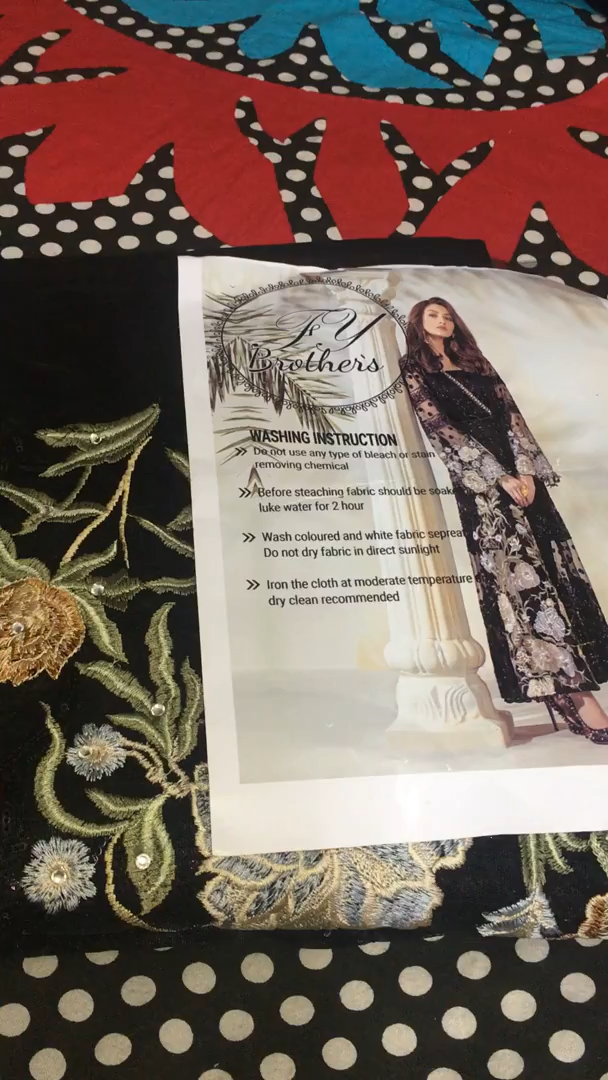 FY
Brothers
WASHING INSTRUCTION
Do not use any type of bleach or stain
removing chemical
Before steaching fabric should be soak
luke water for 2 hour
Wash coloured and white fabric seprea
Do not dry fabric in direct sunlight
Iron the cloth at moderate temperature
dry clean recommended